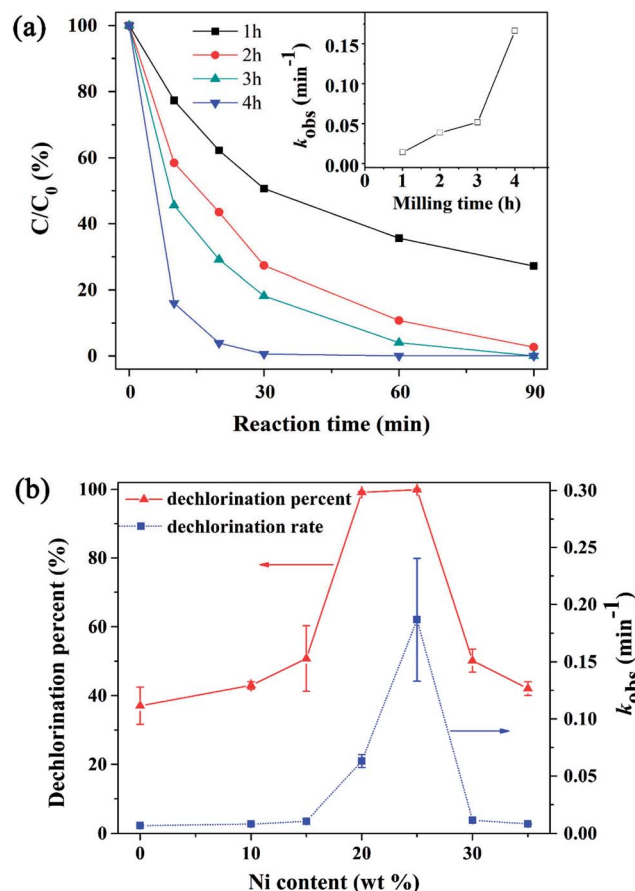 (a)
1h
2h
3h
4h
C/C0 (%)
100
80
60
40
20
0
0
30
60
90
Reaction time (min)
kobs (min-1)
0.15
0.10
0.05
0.00
0
1
2
3
4
5
Milling time (h)
(b)
dechlorination percent
dechlorination rate
Dechlorination percent (%)
100
80
60
40
20
0
0
10
20
30
Ni content (wt %)
0.30
0.25
0.20
0.15
0.10
0.05
0.00
kobs (min-1)